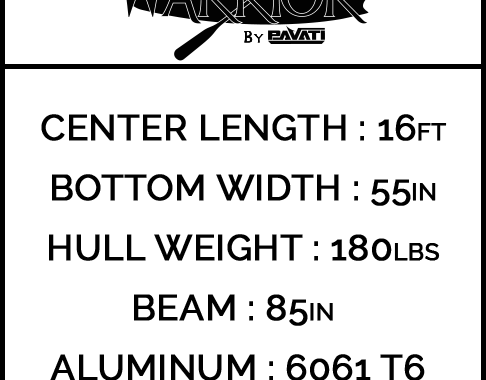 WARRIOR
BY PAVATI
CENTER LENGTH : 16FT
BOTTOM WIDTH : 55IN
HULL WEIGHT : 180LBS
BEAM : 85IN
ALUMINUM : 6061 T6